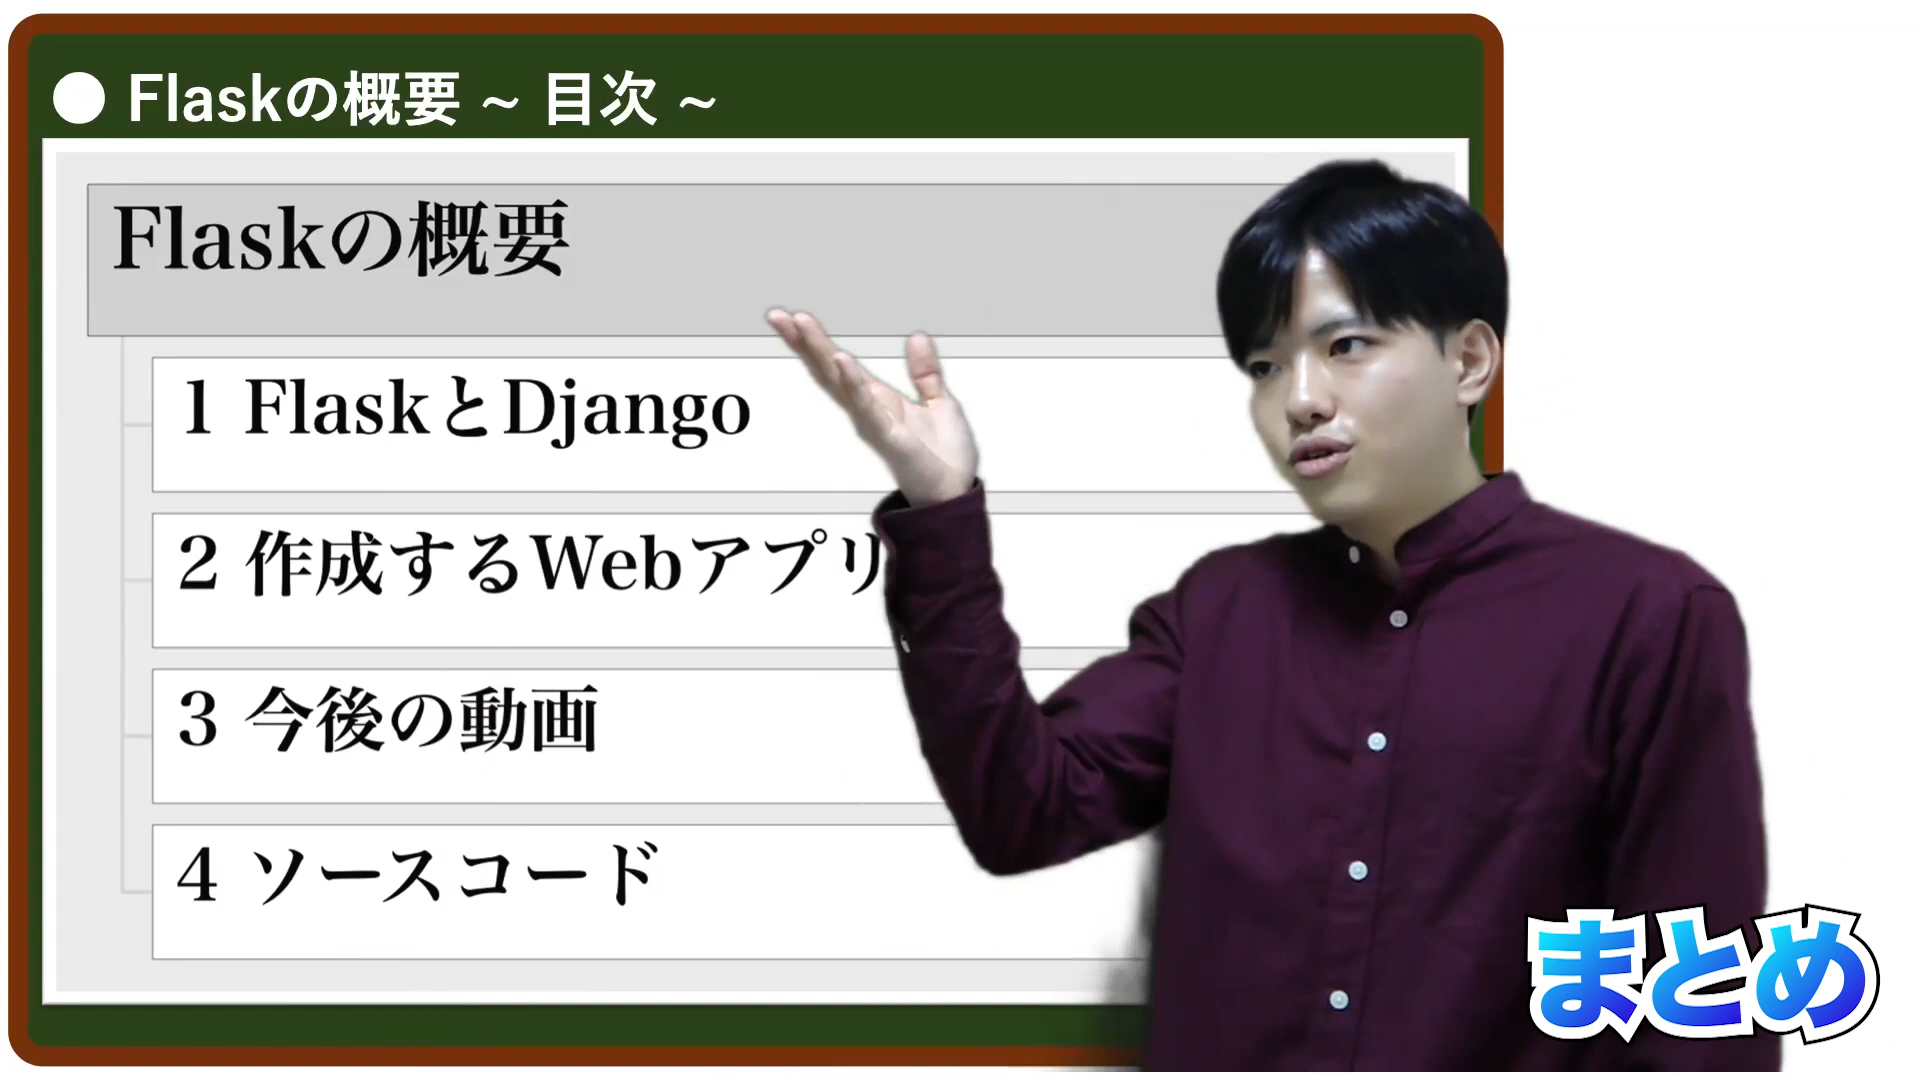 ● Flaskの概要 ~ 目次 ~
Flaskの概要
1 FlaskとDjango
2 作成するWebアプリ
3 今後の動画
4 ソースコード
まとめ